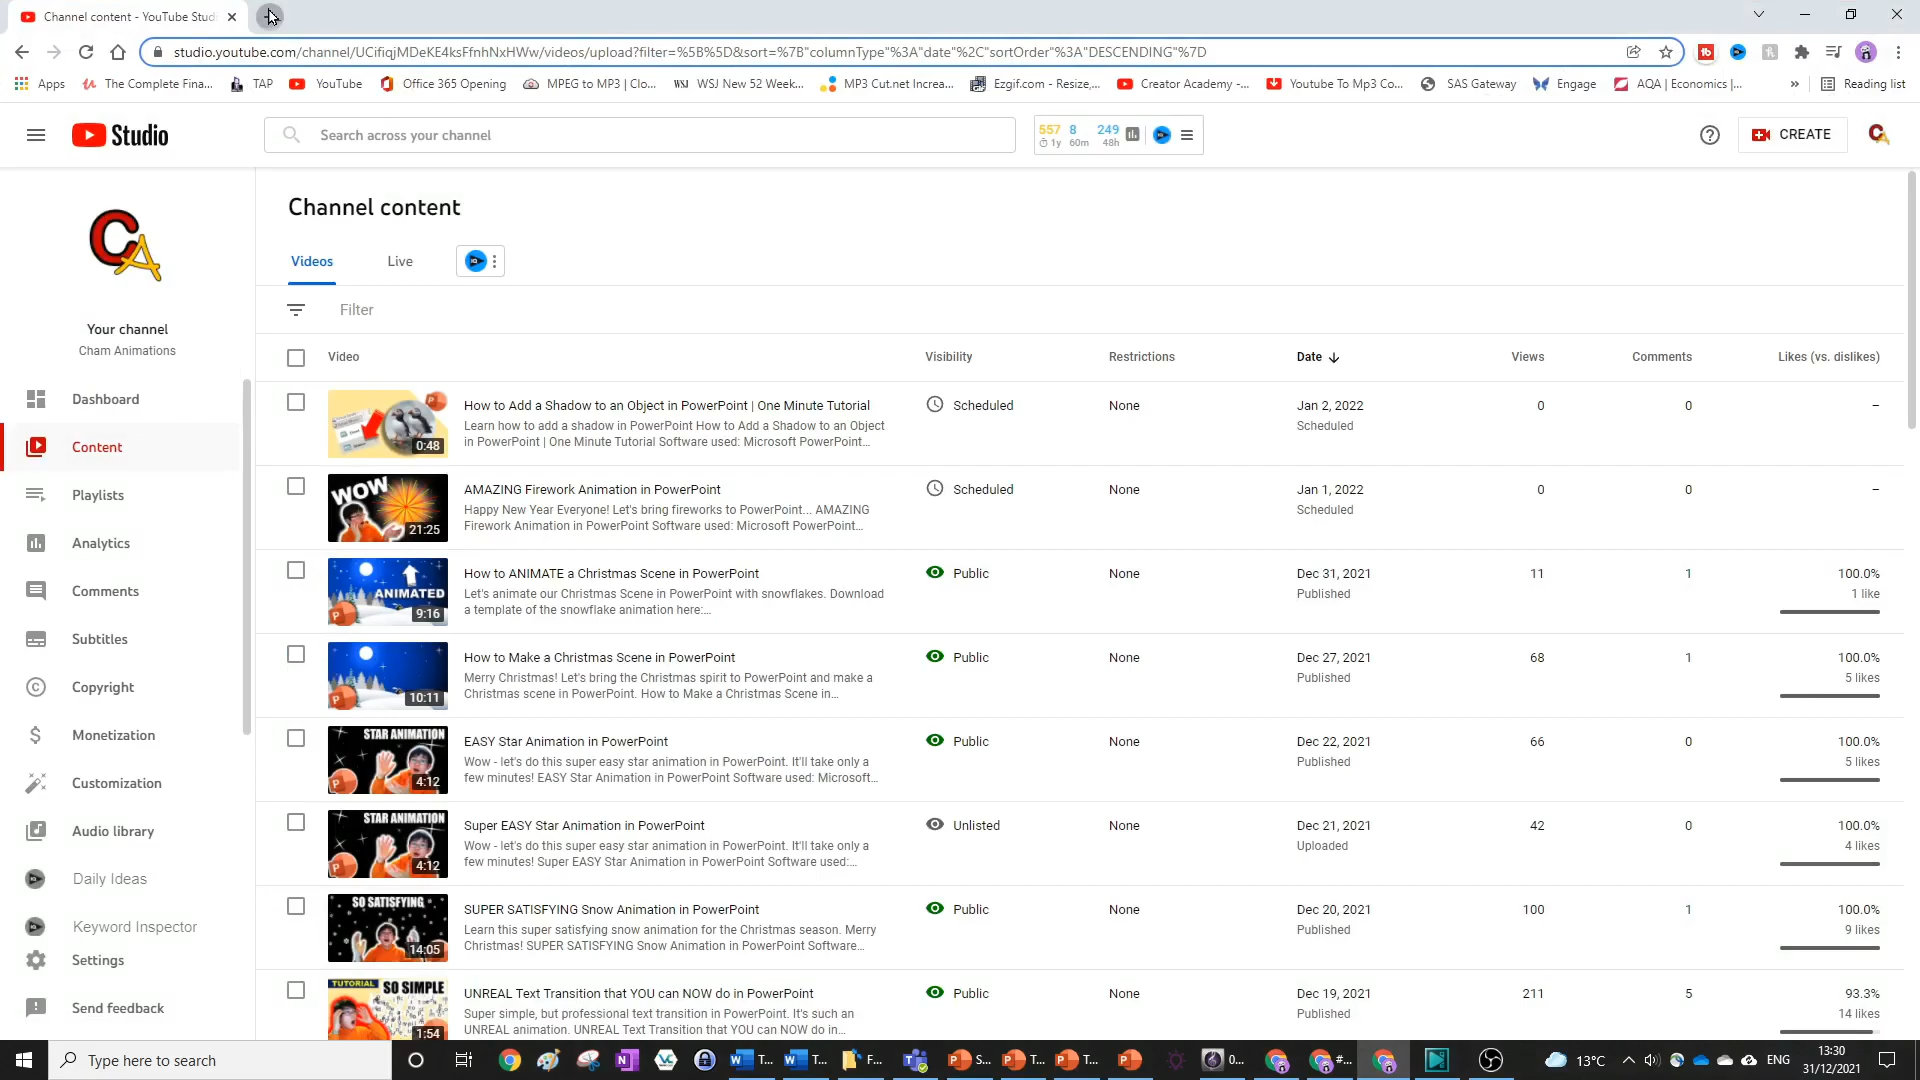 Channel content - YouTube Studi
studio.youtube.com/channel/UCifiqjMDeKE4ksFfnhNxHWw/videos/upload?filter=%5B%5D&sort=%7B"columnType"%3A"date"%2C"sortOrder"%3A"DESCENDING"%7D
Apps The Complete Fina... TAP YouTube Office 365 Opening MPEG to MP3 | Clo... WSJ WSJ New 52 Week... MP3 Cut.net Increa... Ezgif.com - Resize,... Creator Academy -... Youtube To Mp3 Co... SAS Gateway Engage AQA | Economics |... » Reading list
Studio
Search across your channel
557 8 249
1y 60m 48h
CREATE
Channel content
Videos Live
Filter
CA
Your channel
Cham Animations
Dashboard
Content
Playlists
Analytics
Comments
Subtitles
Copyright
Monetization
Customization
Audio library
Daily Ideas
Keyword Inspector
Settings
Send feedback
Video Visibility Restrictions Date Views Comments Likes (vs. dislikes)
0:48
How to Add a Shadow to an Object in PowerPoint | One Minute Tutorial Scheduled None Jan 2, 2022 0 0 –
Learn how to add a shadow in PowerPoint How to Add a Shadow to an Object Scheduled
in PowerPoint | One Minute Tutorial Software used: Microsoft PowerPoint...
WOW
21:25
AMAZING Firework Animation in PowerPoint Scheduled None Jan 1, 2022 0 0 –
Happy New Year Everyone! Let's bring fireworks to PowerPoint... AMAZING Scheduled
Firework Animation in PowerPoint Software used: Microsoft PowerPoint...
ANIMATED
9:16
How to ANIMATE a Christmas Scene in PowerPoint Public None Dec 31, 2021 11 1 100.0%
Let's animate our Christmas Scene in PowerPoint with snowflakes. Download Published 1 like
a template of the snowflake animation here:...
10:11
How to Make a Christmas Scene in PowerPoint Public None Dec 27, 2021 68 1 100.0%
Merry Christmas! Let's bring the Christmas spirit to PowerPoint and make a Published 5 likes
Christmas scene in PowerPoint. How to Make a Christmas Scene in...
STAR ANIMATION
4:12
EASY Star Animation in PowerPoint Public None Dec 22, 2021 66 0 100.0%
Wow - let's do this super easy star animation in PowerPoint. It'll take only a Published 5 likes
few minutes! EASY Star Animation in PowerPoint Software used: Microsoft...
STAR ANIMATION
4:12
Super EASY Star Animation in PowerPoint Unlisted None Dec 21, 2021 42 0 100.0%
Wow - let's do this super easy star animation in PowerPoint. It'll take only a Uploaded 4 likes
few minutes! Super EASY Star Animation in PowerPoint Software used:...
SO SATISFYING
14:05
SUPER SATISFYING Snow Animation in PowerPoint Public None Dec 20, 2021 100 1 100.0%
Learn this super satisfying snow animation for the Christmas season. Merry Published 9 likes
Christmas! SUPER SATISFYING Snow Animation in PowerPoint Software...
TUTORIAL SO SIMPLE
1:54
UNREAL Text Transition that YOU can NOW do in PowerPoint Public None Dec 19, 2021 211 5 93.3%
Super simple, but professional text transition in PowerPoint. It's such an Published 14 likes
UNREAL animation. UNREAL Text Transition that YOU can NOW do in...
Type here to search
T... T... F... S... T... T... 0... #...
13°C ENG
13:30
31/12/2021